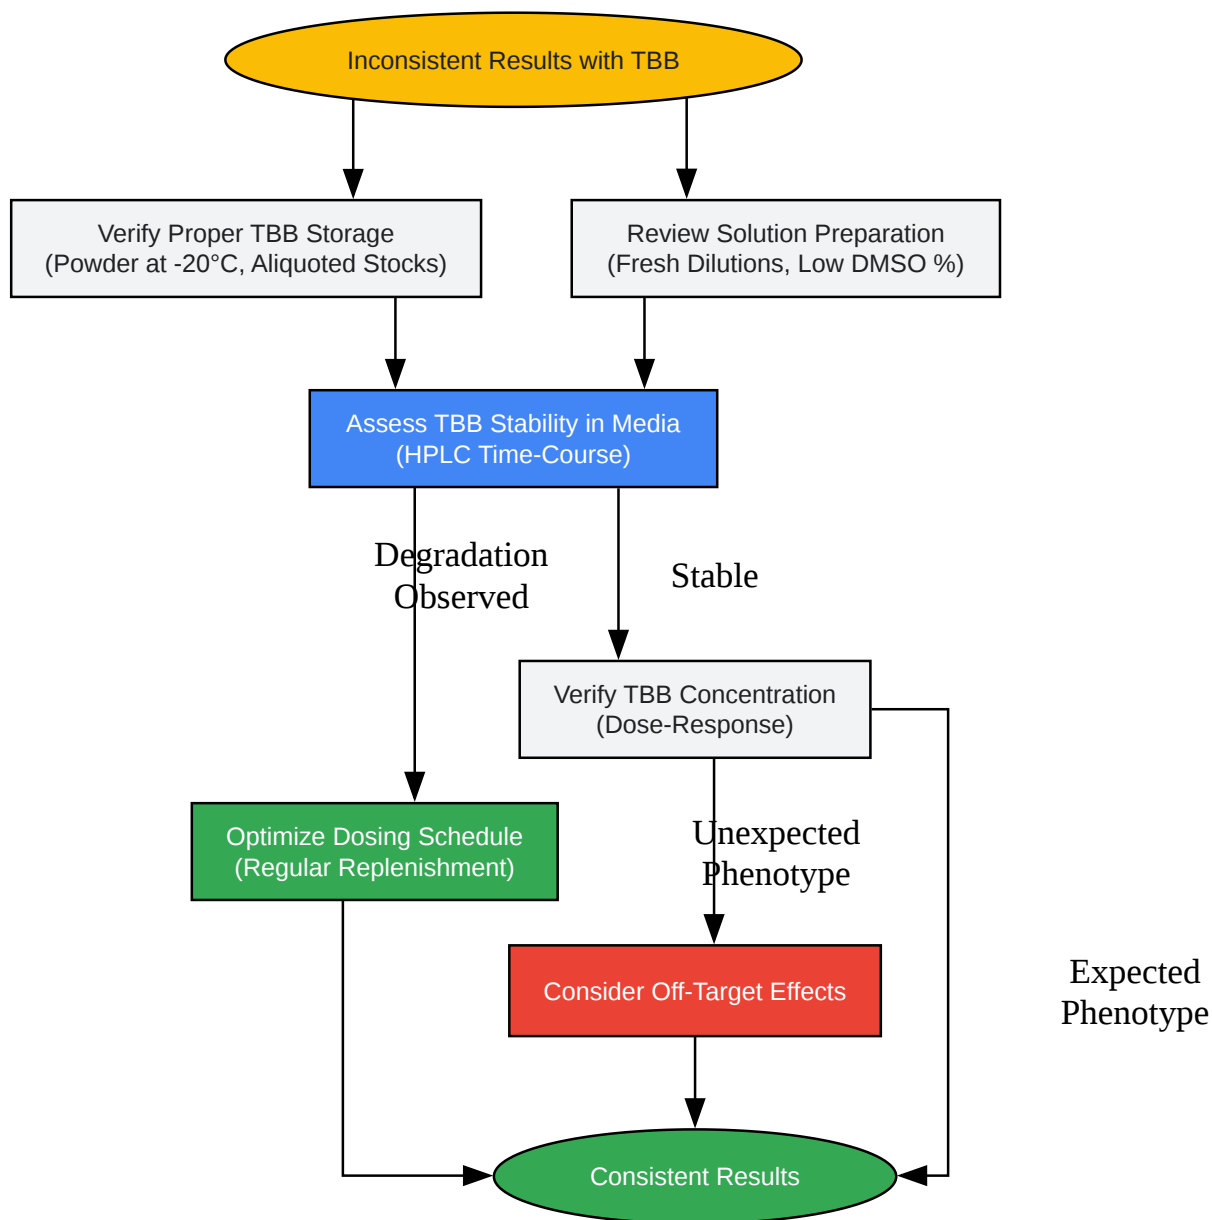 Inconsistent Results with TBB
Verify Proper TBB Storage
(Powder at -20°C, Aliquoted Stocks)
Review Solution Preparation
(Fresh Dilutions, Low DMSO %)
Assess TBB Stability in Media
(HPLC Time-Course)
Degradation
Observed
Stable
Verify TBB Concentration
(Dose-Response)
Optimize Dosing Schedule
(Regular Replenishment)
Unexpected
Phenotype
Consider Off-Target Effects
Expected
Phenotype
Consistent Results